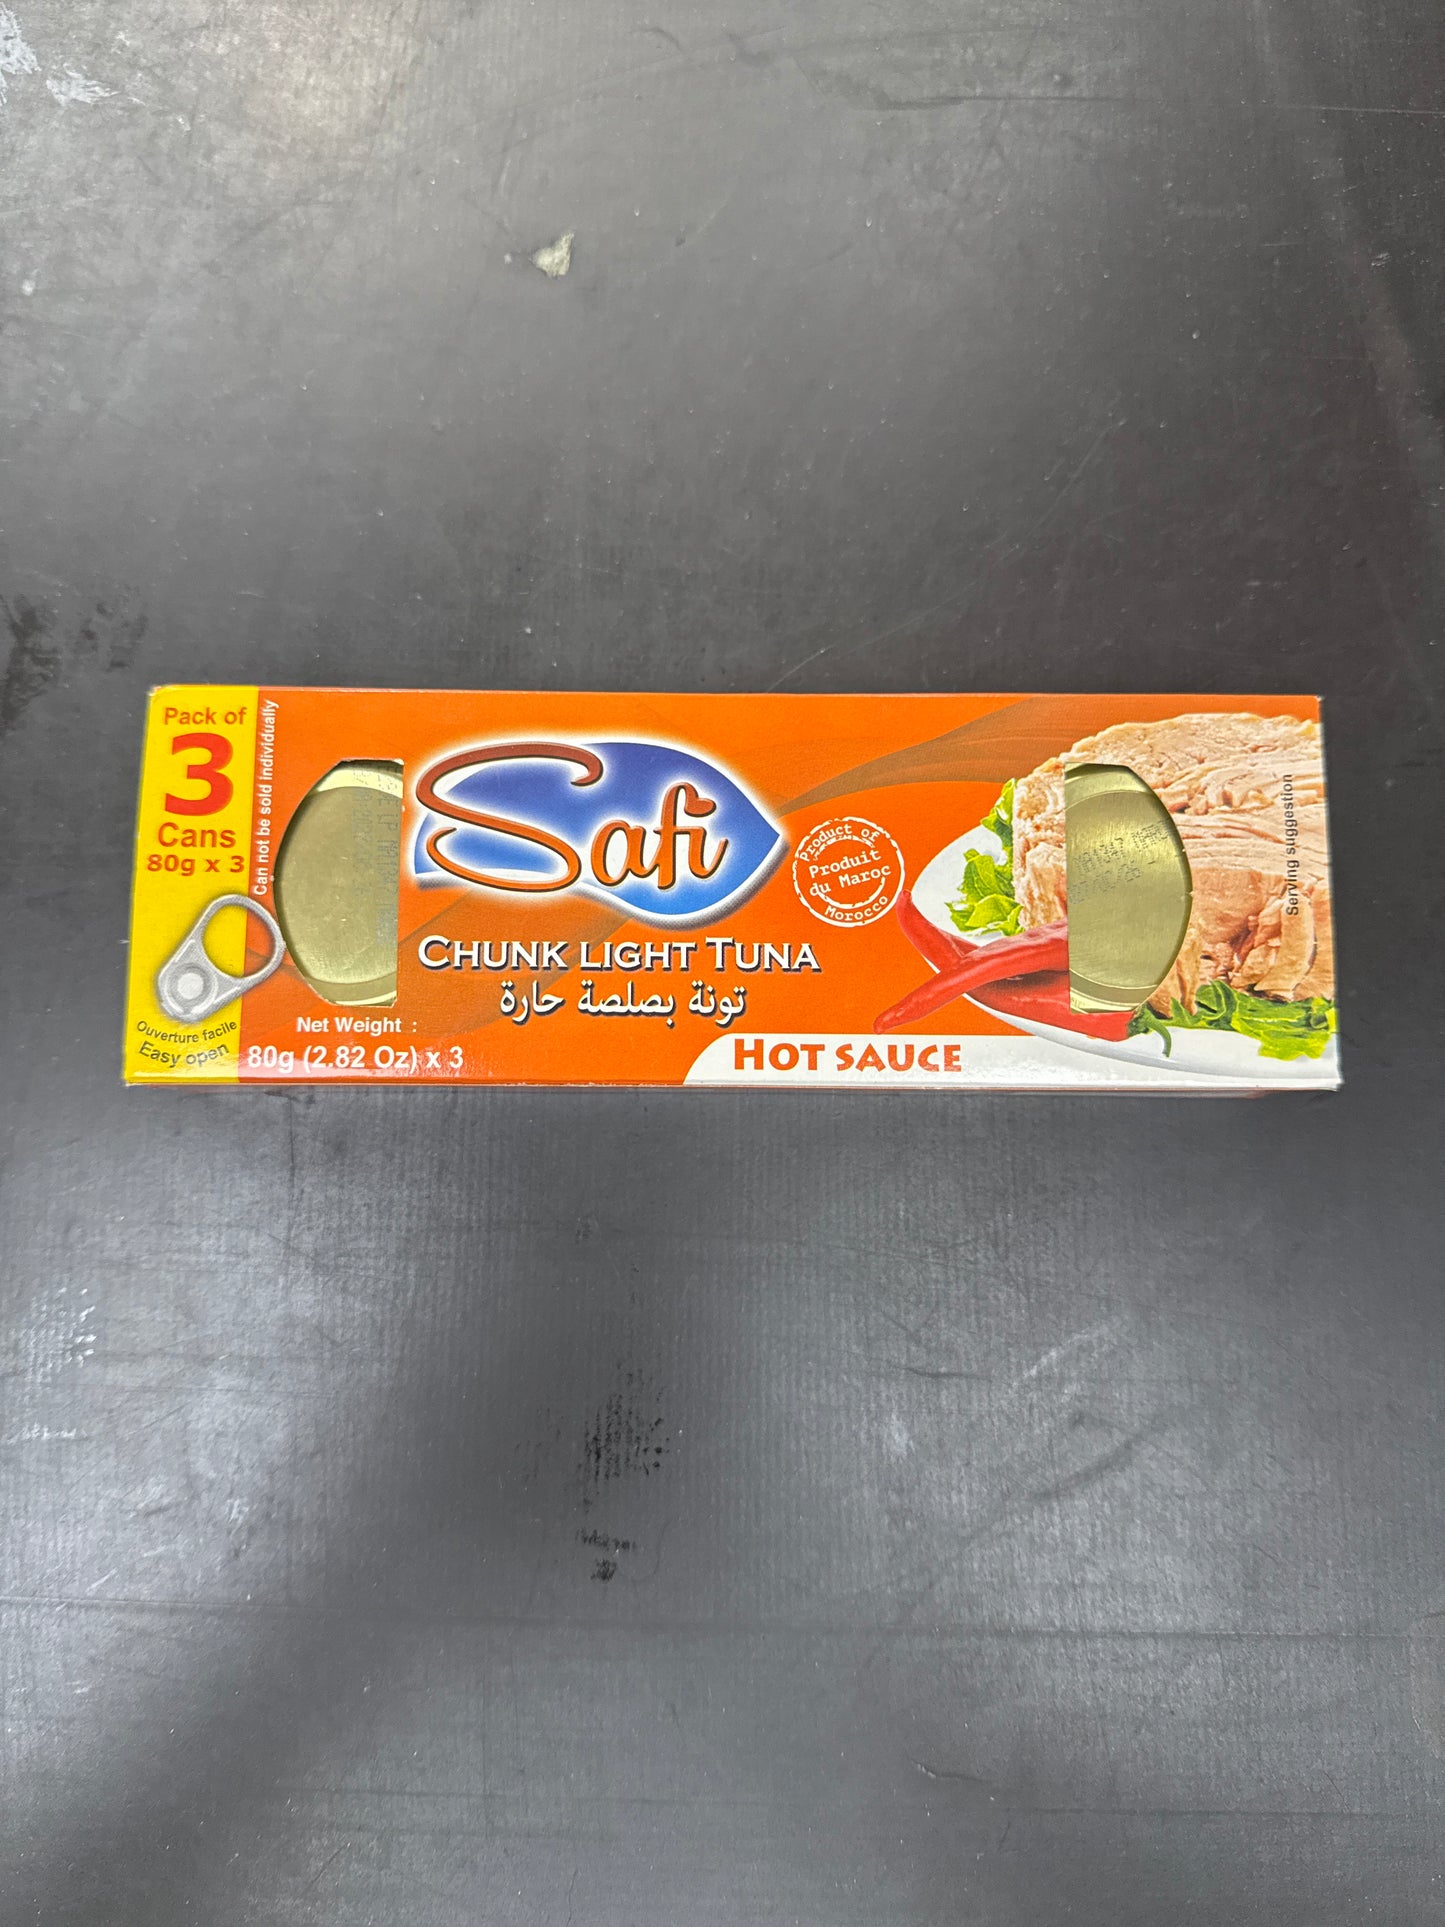 Pack of
3
Cans
80g x 3
Can not be sold individually
Ouverture facile
Easy open
Safi
Product of
Produit
du Maroc
Morocco
CHUNK LIGHT TUNA
تونة بصلصة حارة
Net Weight :
80g (2.82 Oz) x 3
HOT SAUCE
Serving suggestion